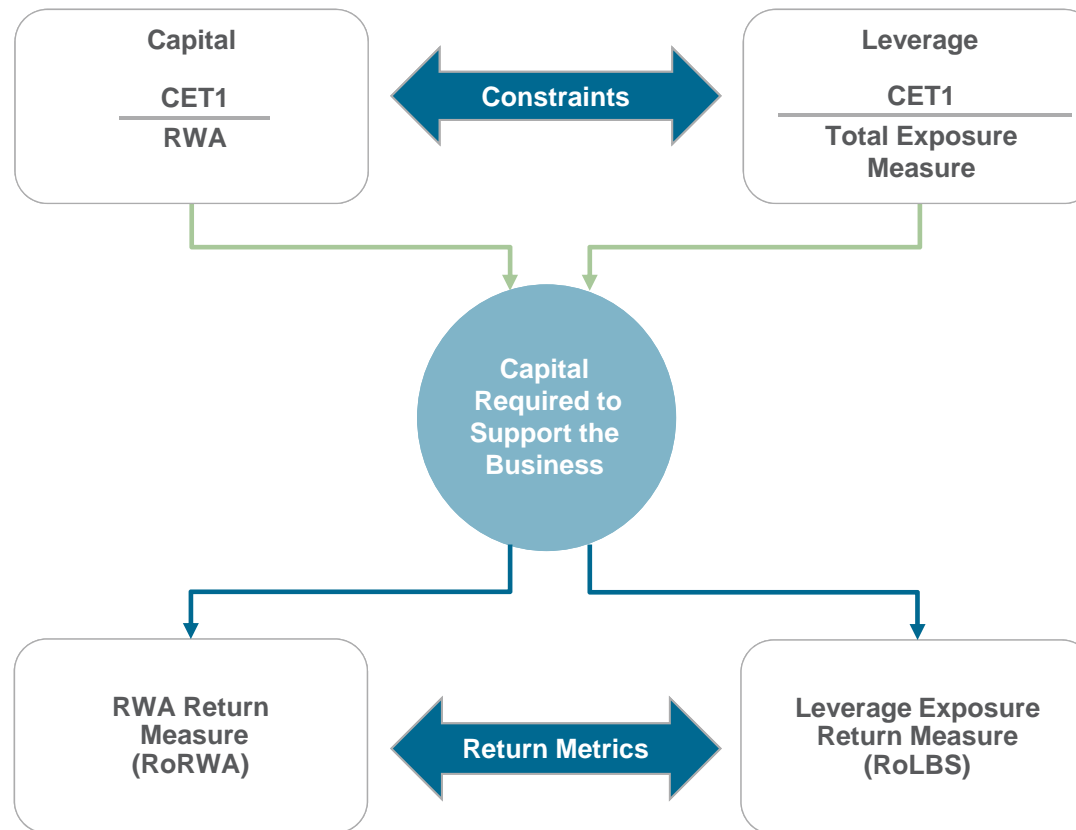 Capital
CET1
RWA
Constraints
Leverage
CET1
Total Exposure
Measure
Capital
Required to
Support the
Business
RWA Return
Measure
(RoRWA)
Return Metrics
Leverage Exposure
Return Measure
(RoLBS)